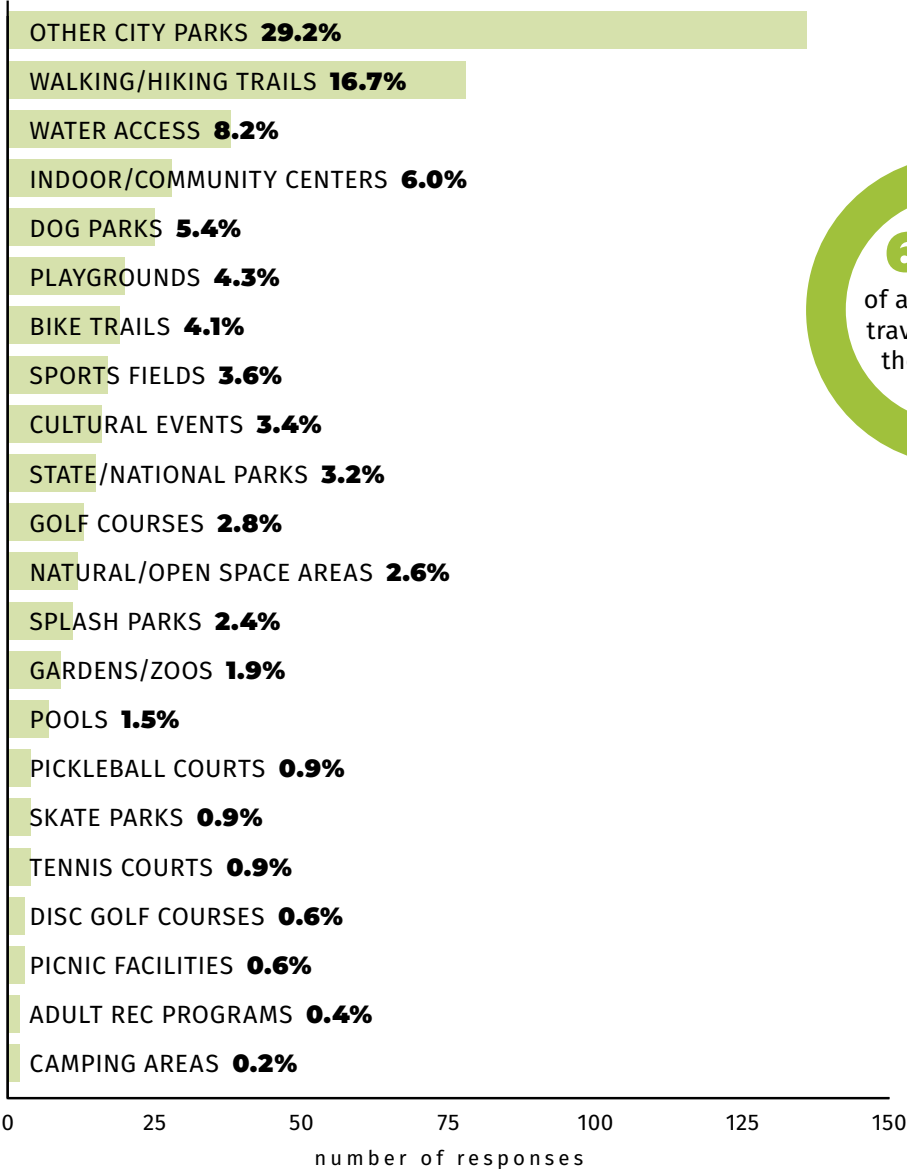 OTHER CITY PARKS 29.2%
WALKING/HIKING TRAILS 16.7%
WATER ACCESS 8.2%
INDOOR/COMMUNITY CENTERS 6.0%
DOG PARKS 5.4%
PLAYGROUNDS 4.3%
BIKE TRAILS 4.1%
SPORTS FIELDS 3.6%
CULTURAL EVENTS 3.4%
STATE/NATIONAL PARKS 3.2%
GOLF COURSES 2.8%
NATURAL/OPEN SPACE AREAS 2.6%
SPLASH PARKS 2.4%
GARDENS/ZOOS 1.9%
POOLS 1.5%
PICKLEBALL COURTS 0.9%
SKATE PARKS 0.9%
TENNIS COURTS 0.9%
DISC GOLF COURSES 0.6%
PICNIC FACILITIES 0.6%
ADULT REC PROGRAMS 0.4%
CAMPING AREAS 0.2%
0 25 50 75 100 125 150
number of responses
of